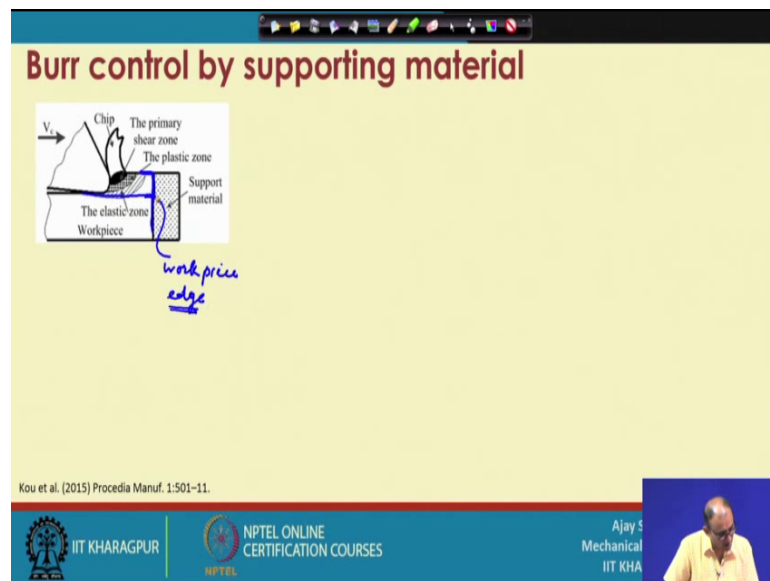 Burr control by supporting material
Chip
The primary
shear zone
The plastic zone
Support
material
The elastic zone
Workpiece
workpiece
edge
Kou et al. (2015) Procedia Manuf. 1:501–11.
IIT KHARAGPUR
NPTEL
NPTEL ONLINE
CERTIFICATION COURSES
Ajay S
Mechanical
IIT KHA